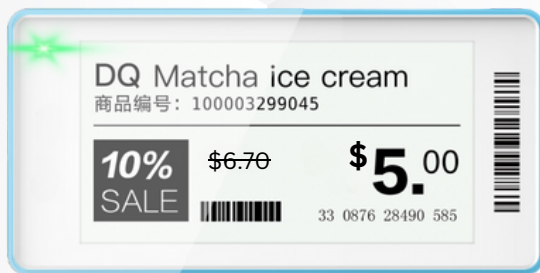 DQ Matcha ice cream
商品编号：100003299045
10%
SALE
$6.70
$5.00
33 0876 28490 585